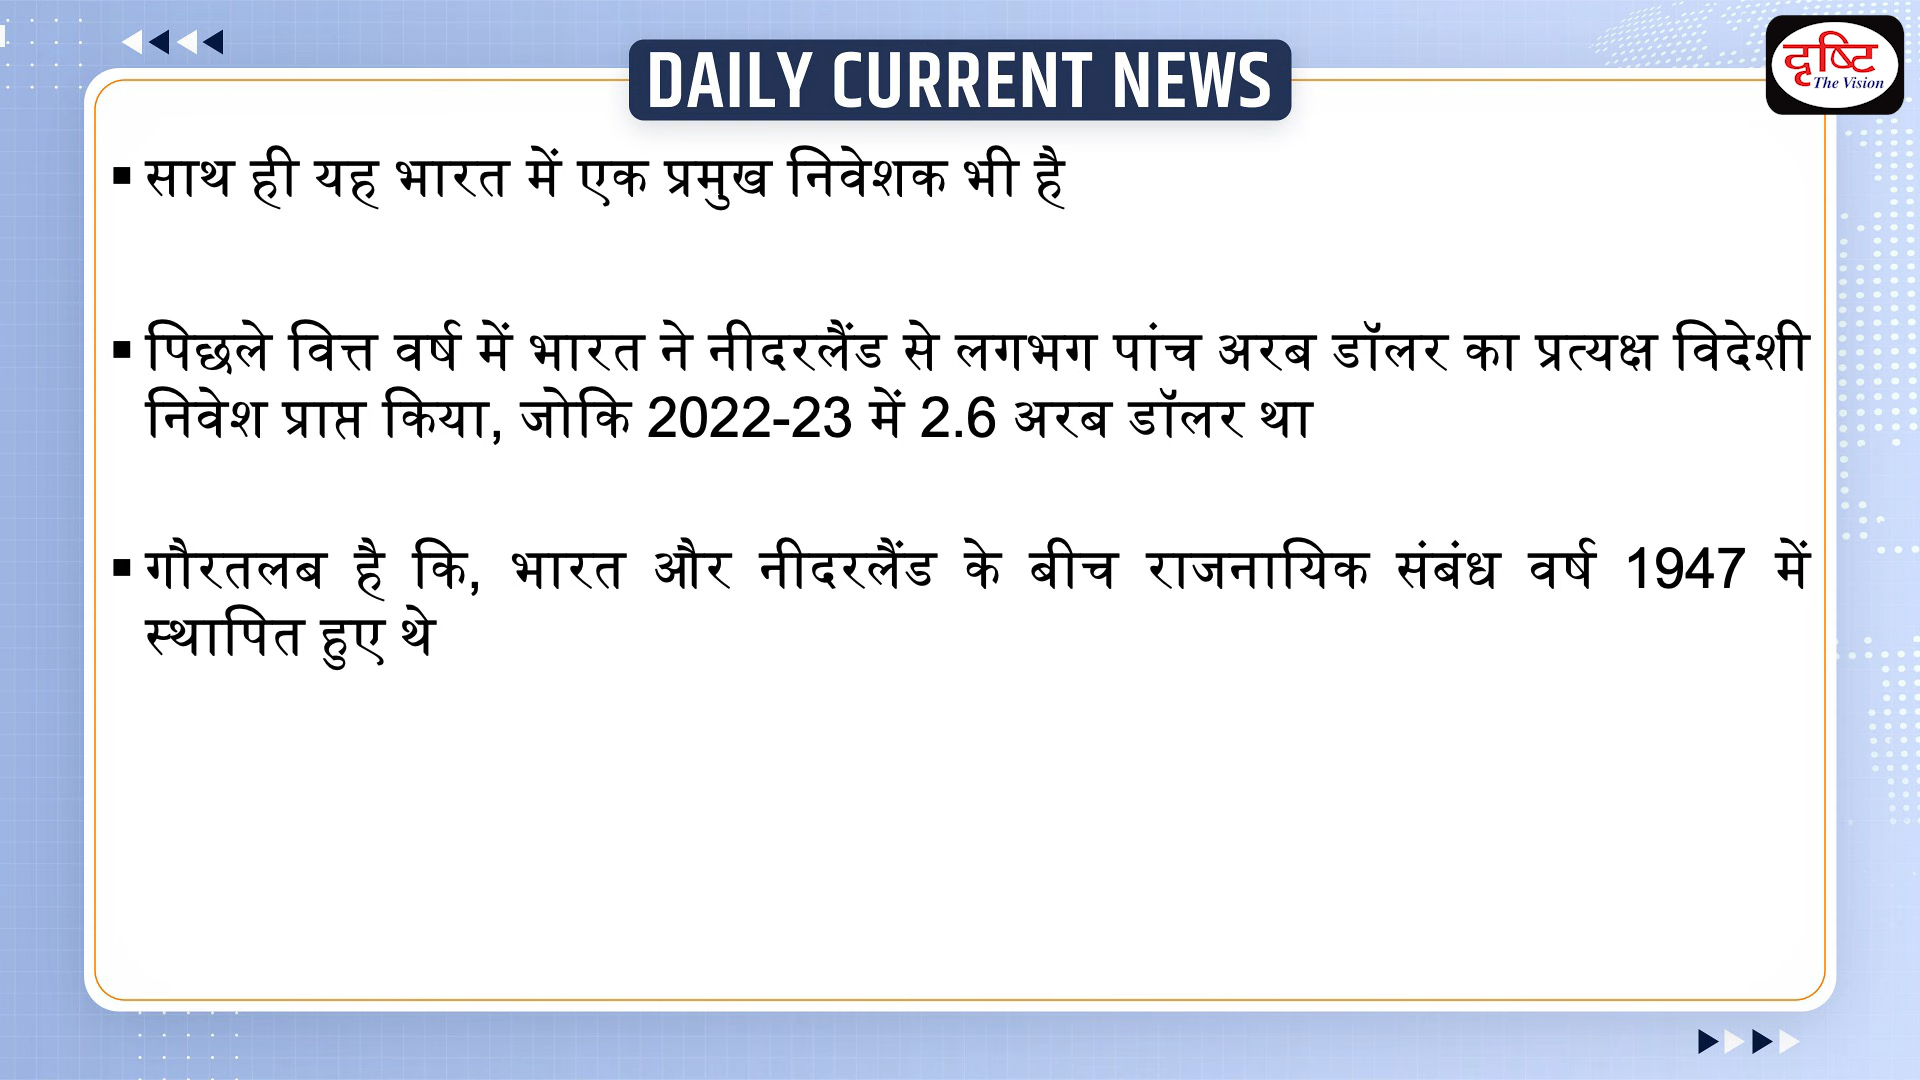 DAILY CURRENT NEWS
दृष्टि
The Vision
▪ साथ ही यह भारत में एक प्रमुख निवेशक भी है
▪ पिछले वित्त वर्ष में भारत ने नीदरलैंड से लगभग पांच अरब डॉलर का प्रत्यक्ष विदेशी
निवेश प्राप्त किया, जोकि 2022-23 में 2.6 अरब डॉलर था
▪ गौरतलब है कि, भारत और नीदरलैंड के बीच राजनायिक संबंध वर्ष 1947 में
स्थापित हुए थे